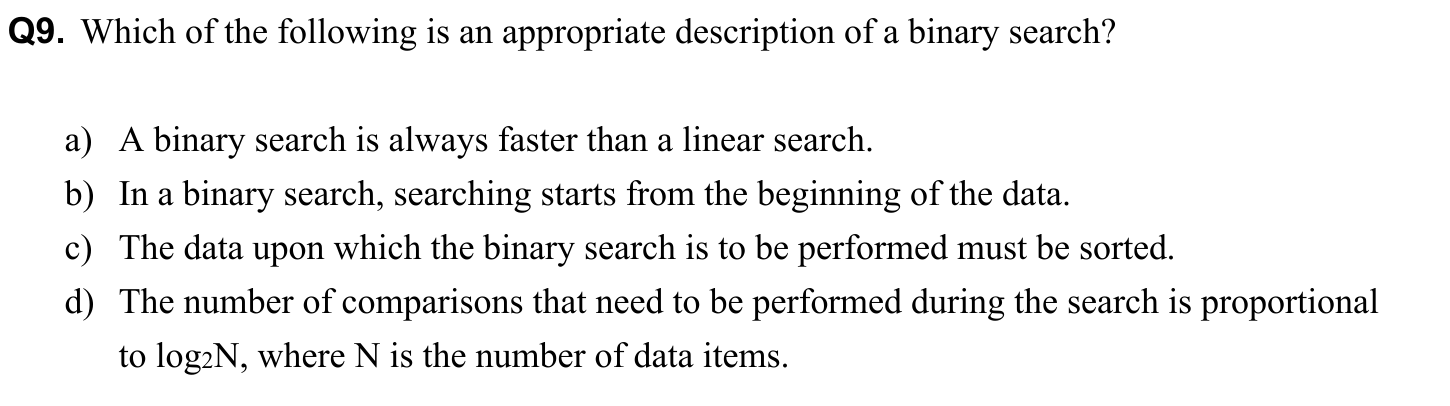 Q9. Which of the following is an appropriate description of a binary search?
a) A binary search is always faster than a linear search.
b) In a binary search, searching starts from the beginning of the data.
c) The data upon which the binary search is to be performed must be sorted.
d) The number of comparisons that need to be performed during the search is proportional
to log2N, where N is the number of data items.